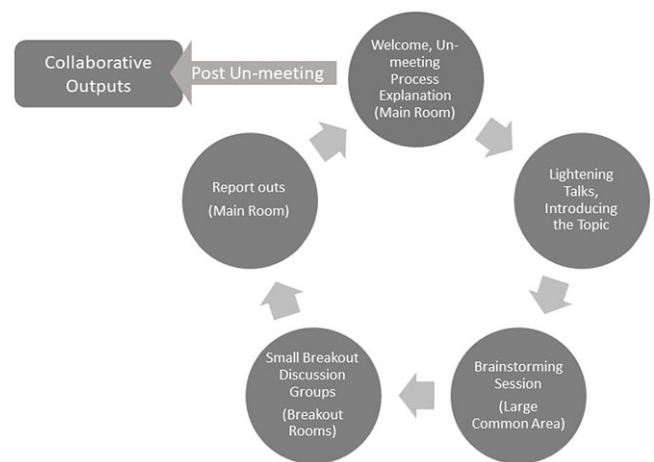 Collaborative
Outputs
Post Un-meeting
Welcome, Un-
meeting
Process
Explanation
(Main Room)
Lightening
Talks,
Introducing
the Topic
Brainstorming
Session
(Large
Common Area)
Small Breakout
Discussion
Groups
(Breakout
Rooms)
Report outs
(Main Room)